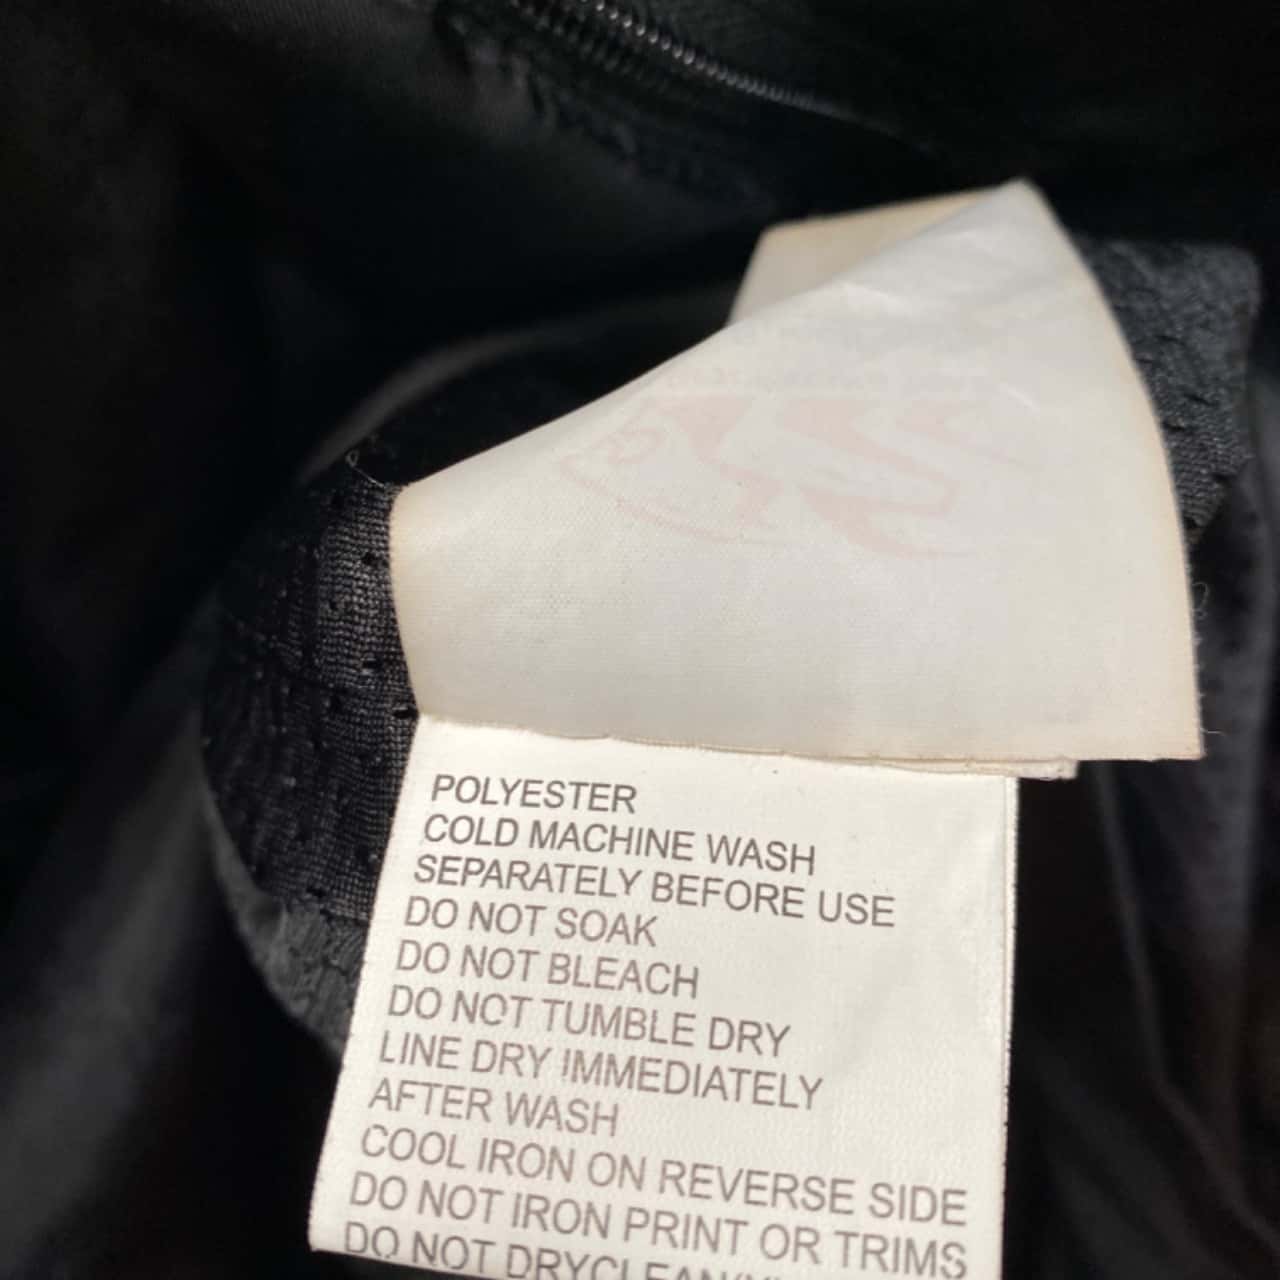 POLYESTER
COLD MACHINE WASH
SEPARATELY BEFORE USE
DO NOT SOAK
DO NOT BLEACH
DO NOT TUMBLE DRY
LINE DRY IMMEDIATELY
AFTER WASH
COOL IRON ON REVERSE SIDE
DO NOT IRON PRINT OR TRIMS
DO NOT DRYCLEAN